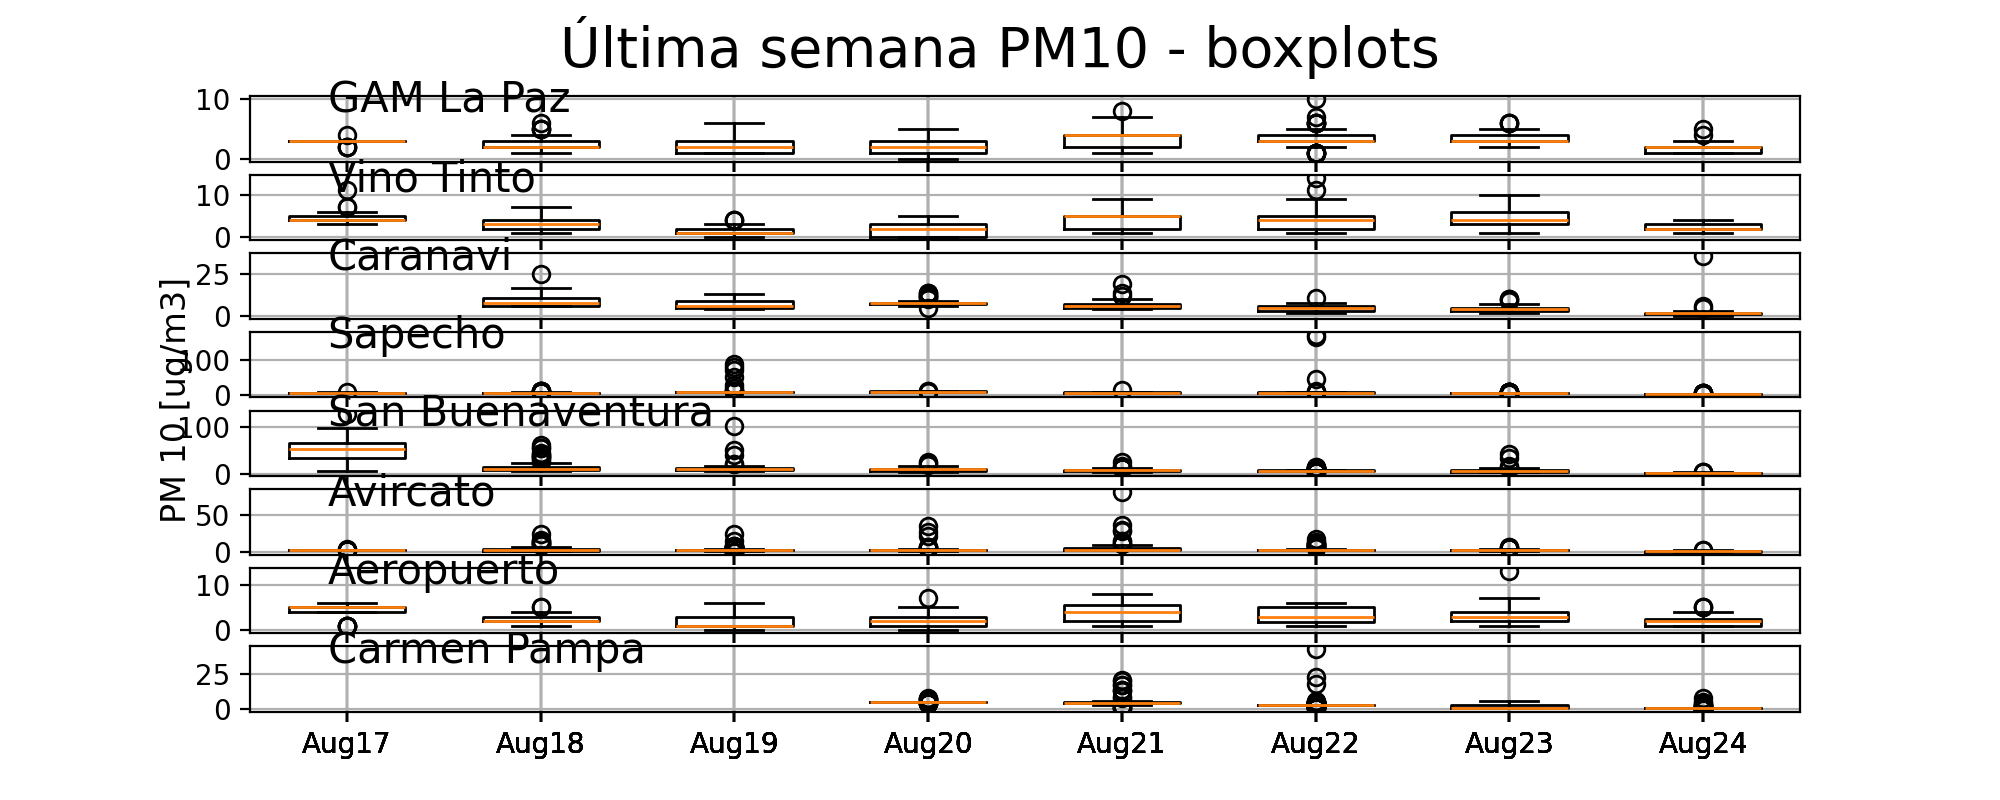 Última semana PM10 - boxplots
GAM La Paz
10
0
Vino Tinto
10
0
Caranavi
25
0
Sapecho
100
0
San Buenaventura
100
0
Avircato
50
0
Aeropuerto
10
0
Carmen Pampa
25
0
PM 10 [ug/m3]
Aug17 Aug18 Aug19 Aug20 Aug21 Aug22 Aug23 Aug24